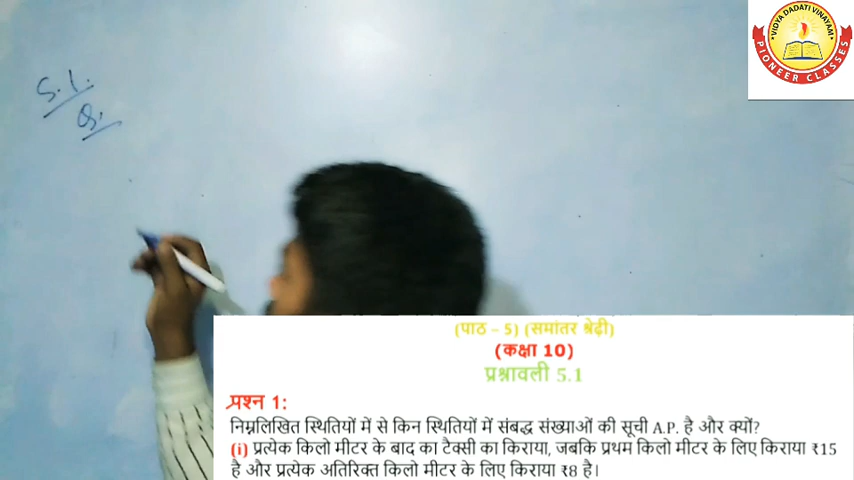 5.1
Q.
VIDYA DADATI VINAYAM
PIONEER CLASSES
(पाठ – 5) (समांतर श्रेढ़ी)
(कक्षा 10)
प्रश्नावली 5.1
प्रश्न 1:
निम्नलिखित स्थितियों में से किन स्थितियों में संबद्ध संख्याओं की सूची A.P. है और क्यों?
(i) प्रत्येक किलो मीटर के बाद का टैक्सी का किराया, जबकि प्रथम किलो मीटर के लिए किराया ₹15
है और प्रत्येक अतिरिक्त किलो मीटर के लिए किराया ₹8 है।